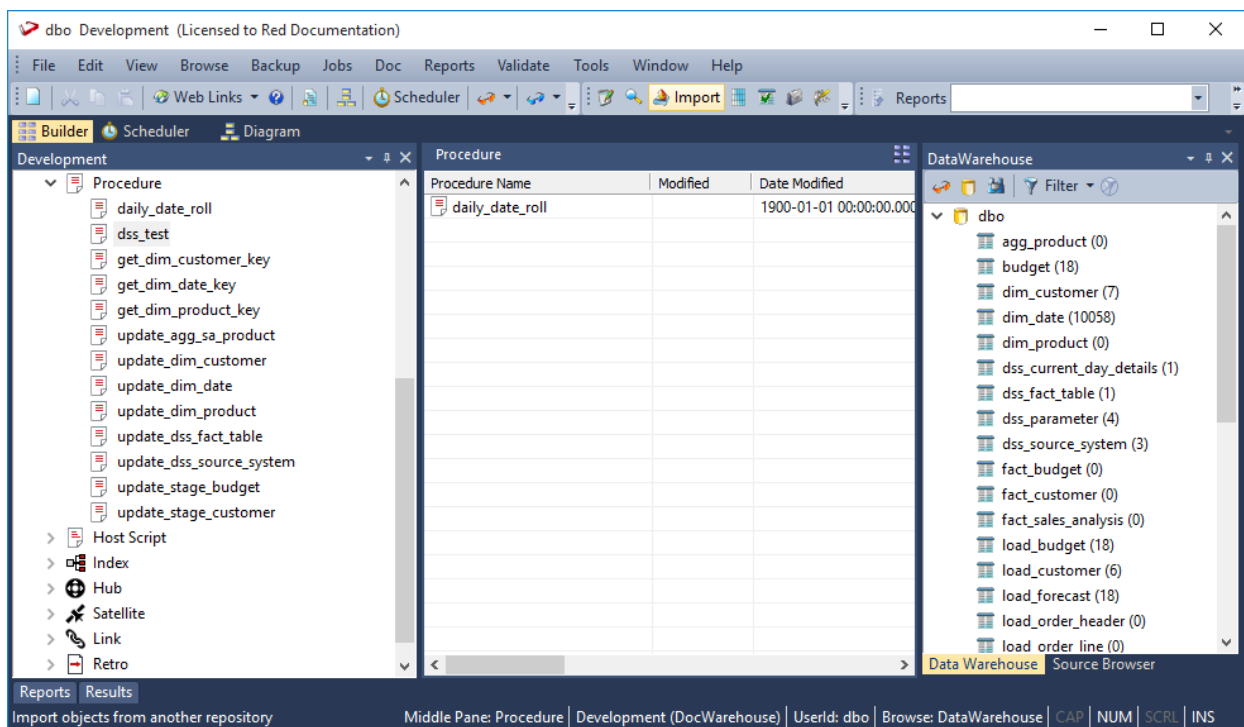 dbo Development (Licensed to Red Documentation)
File Edit View Browse Backup Jobs Doc Reports Validate Tools Window Help
Web Links Scheduler Import Reports
Builder Scheduler Diagram
Development
Procedure
daily_date_roll
dss_test
get_dim_customer_key
get_dim_date_key
get_dim_product_key
update_agg_sa_product
update_dim_customer
update_dim_date
update_dim_product
update_dss_fact_table
update_dss_source_system
update_stage_budget
update_stage_customer
Host Script
Index
Hub
Satellite
Link
Retro
Procedure
Procedure Name Modified Date Modified
daily_date_roll 1900-01-01 00:00:00.000
DataWarehouse
Filter
dbo
agg_product (0)
budget (18)
dim_customer (7)
dim_date (10058)
dim_product (0)
dss_current_day_details (1)
dss_fact_table (1)
dss_parameter (4)
dss_source_system (3)
fact_budget (0)
fact_customer (0)
fact_sales_analysis (0)
load_budget (18)
load_customer (6)
load_forecast (18)
load_order_header (0)
load_order_line (0)
Data Warehouse Source Browser
Reports Results
Import objects from another repository Middle Pane: Procedure Development (DocWarehouse) UserId: dbo Browse: DataWarehouse CAP NUM SCRL INS